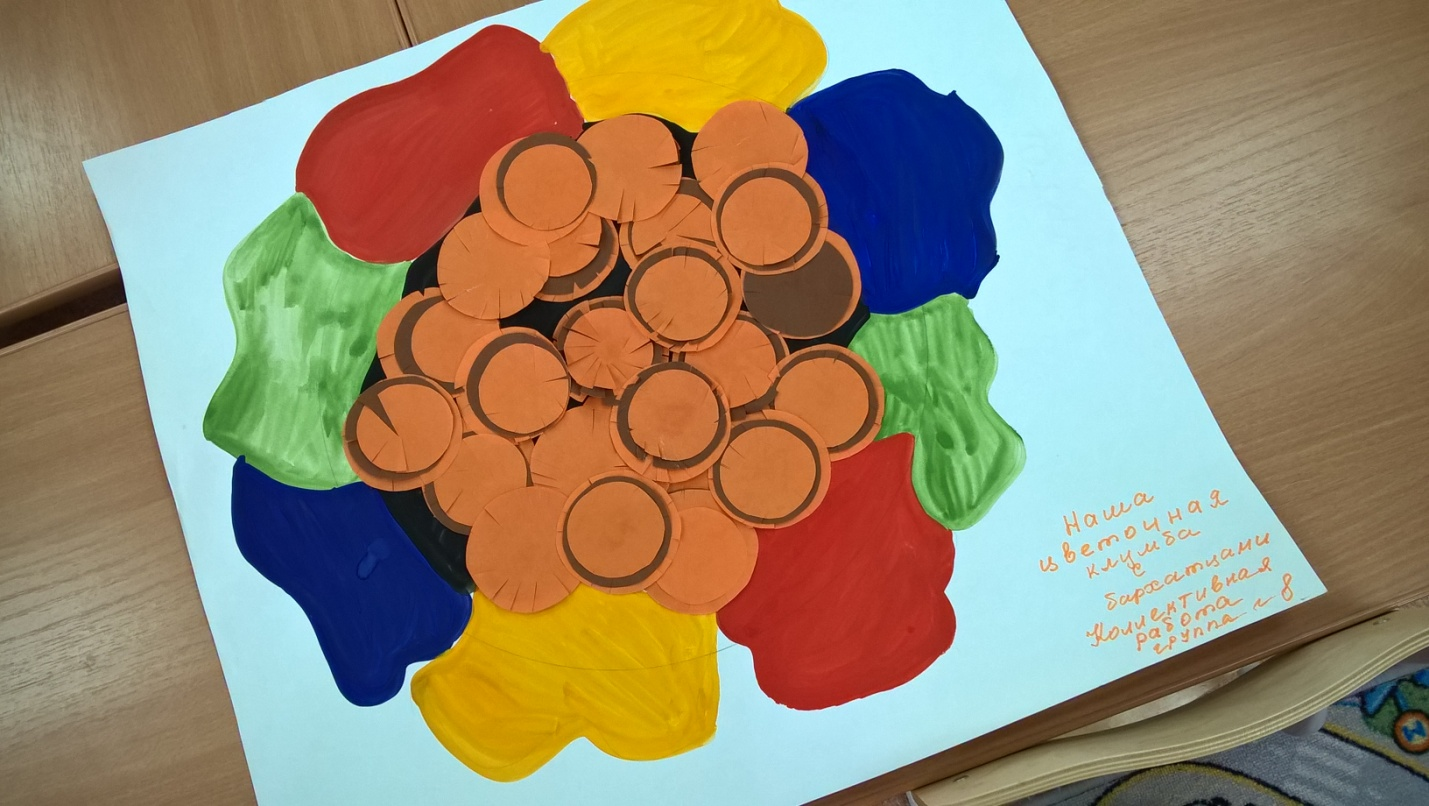 Наша
цветочная
клумба
с
бархатцами
Коллективная
работа
группа № 8.